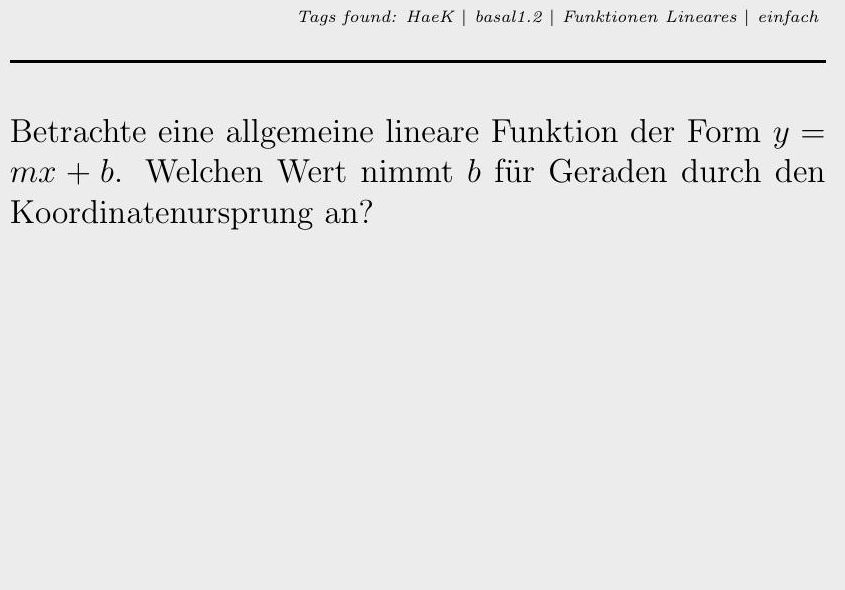 Tags found: HaeK | basal1.2 | Funktionen Lineares | einfach
Betrachte eine allgemeine lineare Funktion der Form y =
mx + b. Welchen Wert nimmt b für Geraden durch den
Koordinatenursprung an?